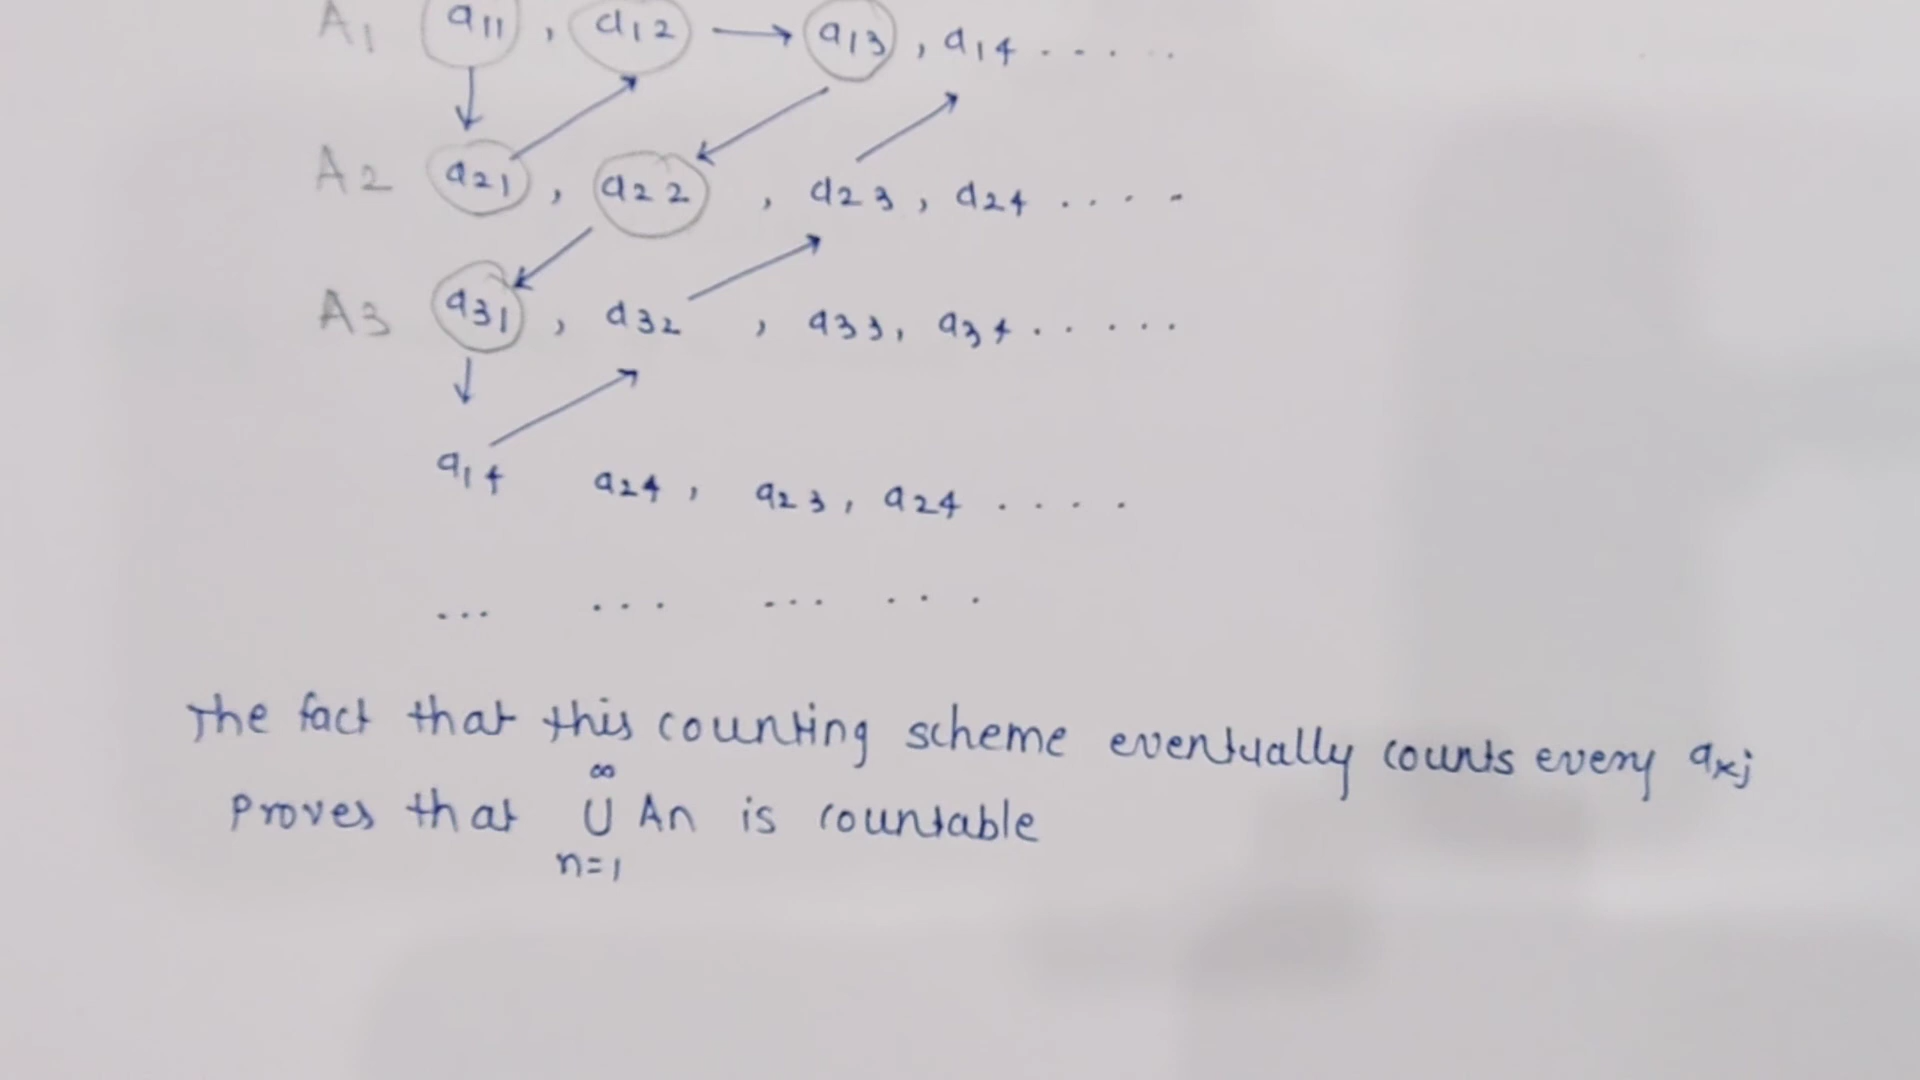 A1 a11 , a12 → a13 , a14 . . . . .
A2 a21 , a22 , a23 , a24 . . . .
A3 a31 , a32 , a33, a34 . . . . .
a14 a24 , a23 , a24 . . . .
... ... ... ...
The fact that this counting scheme eventually counts every axj
proves that ∞ U n=1 An is countable